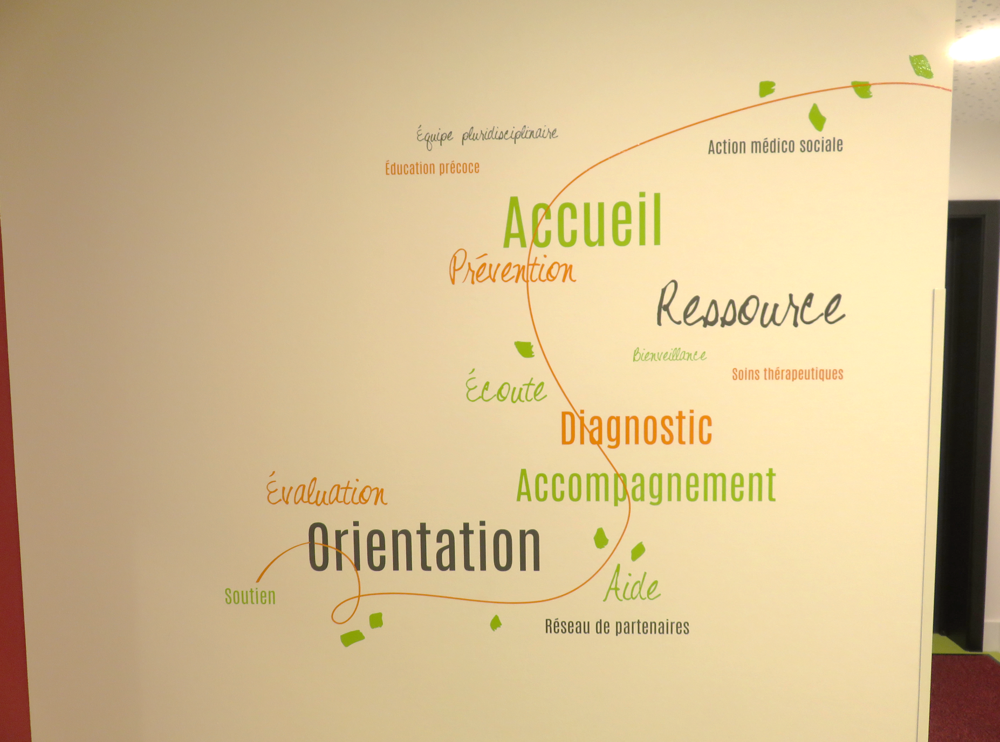 Équipe pluridisciplinaire
Action médico sociale
Éducation précoce
Accueil
Prévention
Ressource
Bienveillance
Soins thérapeutiques
Écoute
Diagnostic
Accompagnement
Évaluation
Orientation
Aide
Soutien
Réseau de partenaires